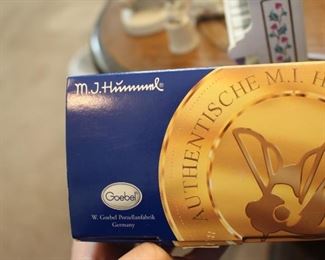 M.J. Hummel®
Goebel
W. Goebel Porzellanfabrik
Germany
AUTHENTISCHE M.J. H